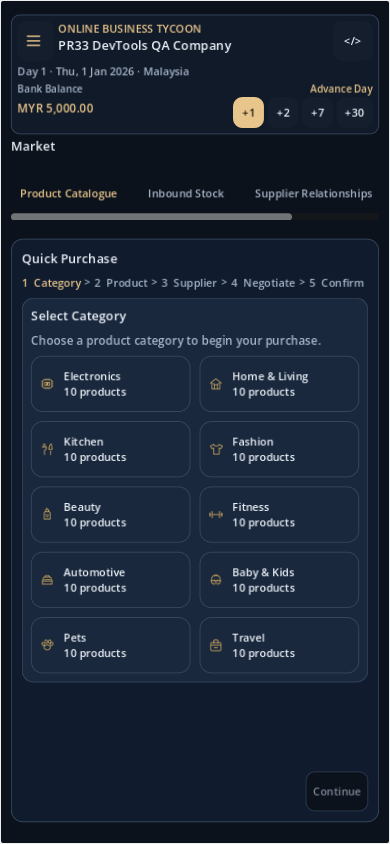 ONLINE BUSINESS TYCOON
PR33 DevTools QA Company
</>
Day 1 · Thu, 1 Jan 2026 · Malaysia
Bank Balance
Advance Day
MYR 5,000.00
+1 +2 +7 +30
Market
Product Catalogue Inbound Stock Supplier Relationships
Quick Purchase
1 Category > 2 Product > 3 Supplier > 4 Negotiate > 5 Confirm
Select Category
Choose a product category to begin your purchase.
Electronics
10 products
Home & Living
10 products
Kitchen
10 products
Fashion
10 products
Beauty
10 products
Fitness
10 products
Automotive
10 products
Baby & Kids
10 products
Pets
10 products
Travel
10 products
Continue